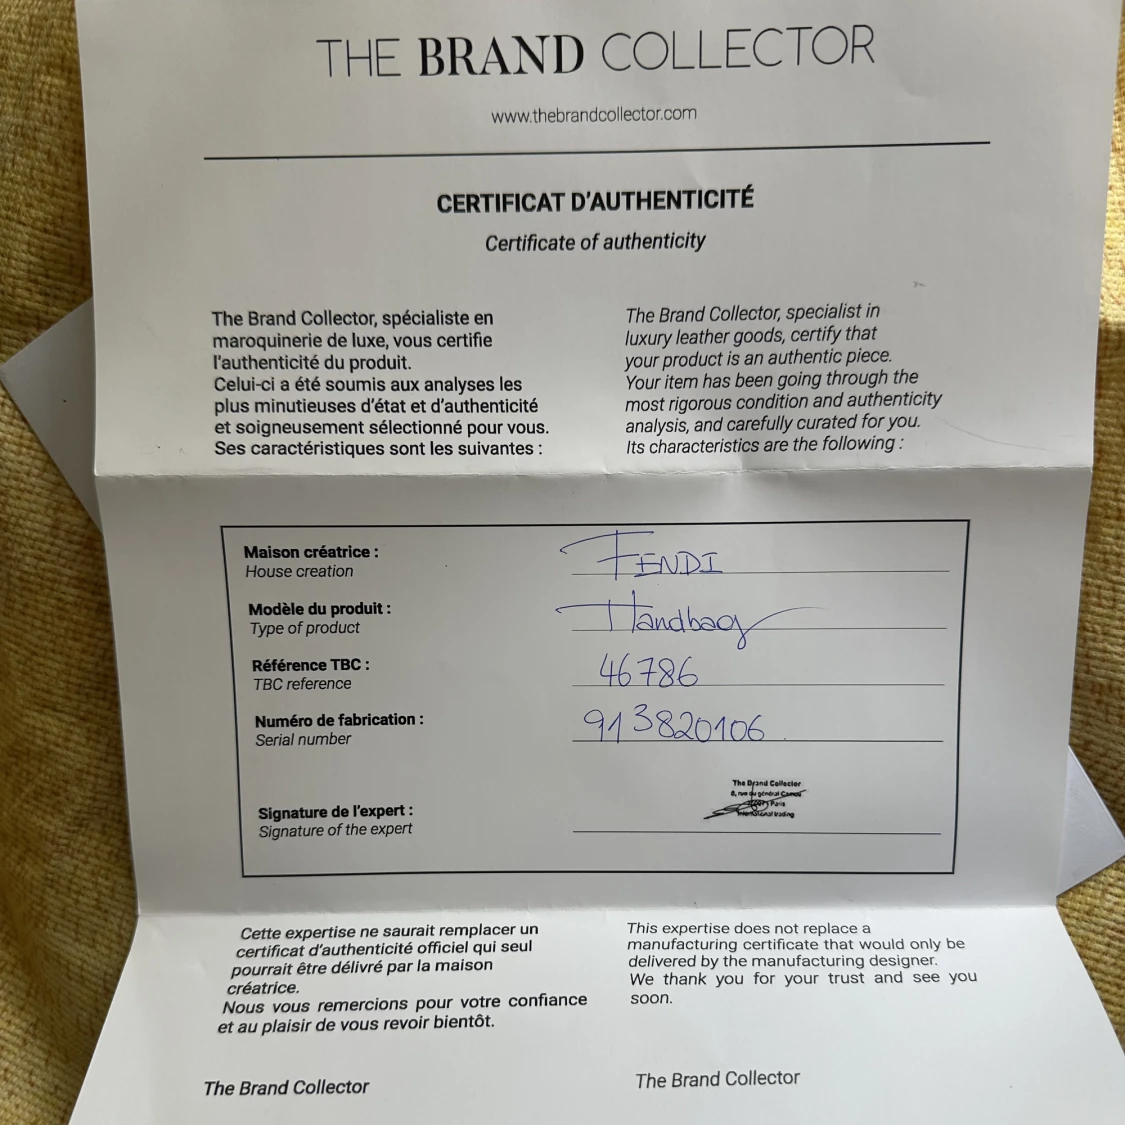 THE BRAND COLLECTOR
www.thebrandcollector.com
CERTIFICAT D'AUTHENTICITÉ
Certificate of authenticity
The Brand Collector, spécialiste en
maroquinerie de luxe, vous certifie
l'authenticité du produit.
Celui-ci a été soumis aux analyses les
plus minutieuses d'état et d'authenticité
et soigneusement sélectionné pour vous.
Ses caractéristiques sont les suivantes :
The Brand Collector, specialist in
luxury leather goods, certify that
your product is an authentic piece.
Your item has been going through the
most rigorous condition and authenticity
analysis, and carefully curated for you.
Its characteristics are the following :
Maison créatrice :
House creation
FENDI
Modèle du produit :
Type of product
Handbag
Référence TBC :
TBC reference
46786
Numéro de fabrication :
Serial number
913820106
Signature de l'expert :
Signature of the expert
The Brand Collector
8, rue du général Camou
Paris
International trading
Cette expertise ne saurait remplacer un
certificat d'authenticité officiel qui seul
pourrait être délivré par la maison
créatrice.
Nous vous remercions pour votre confiance
et au plaisir de vous revoir bientôt.
The Brand Collector
This expertise does not replace a
manufacturing certificate that would only be
delivered by the manufacturing designer.
We thank you for your trust and see you
soon.
The Brand Collector